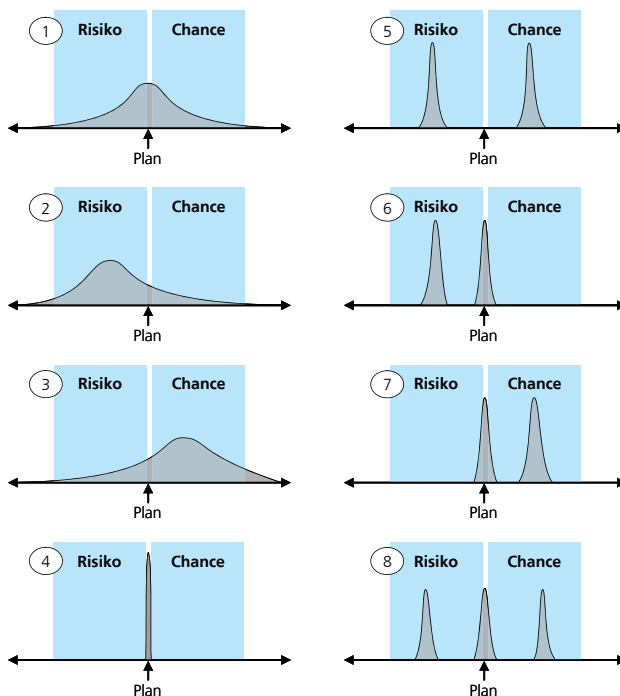 1 Risiko Chance
Plan
2 Risiko Chance
Plan
3 Risiko Chance
Plan
4 Risiko Chance
Plan
5 Risiko Chance
Plan
6 Risiko Chance
Plan
7 Risiko Chance
Plan
8 Risiko Chance
Plan